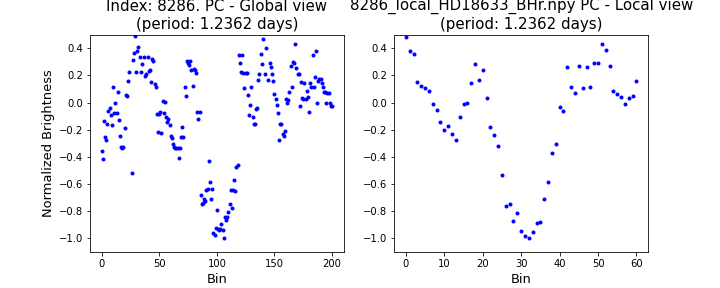 Index: 8286. PC - Global view
(period: 1.2362 days)
8286_local_HD18633_BHr.npy PC - Local view
(period: 1.2362 days)
Normalized Brightness
0.4
0.2
0.0
−0.2
−0.4
−0.6
−0.8
−1.0
0 50 100 150 200
Bin
0.4
0.2
0.0
−0.2
−0.4
−0.6
−0.8
−1.0
0 10 20 30 40 50 60
Bin